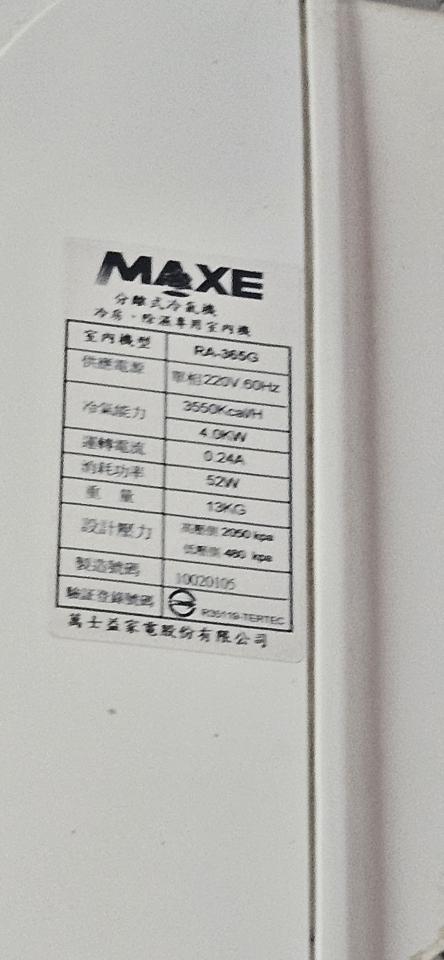 MAXE
分離式冷氣機
冷房、除濕專用室內機
室內機型 RA-365G
供應電源 單相220V 60Hz
冷氣能力 3550Kcal/H
4.0KW
運轉電流 0.24A
消耗功率 52W
重 量 13KG
設計壓力 高壓側 2050 kpa
低壓側 480 kpa
製造號碼 10020105
驗証登錄號碼 R35119-TERTEC
萬士益家電股份有限公司